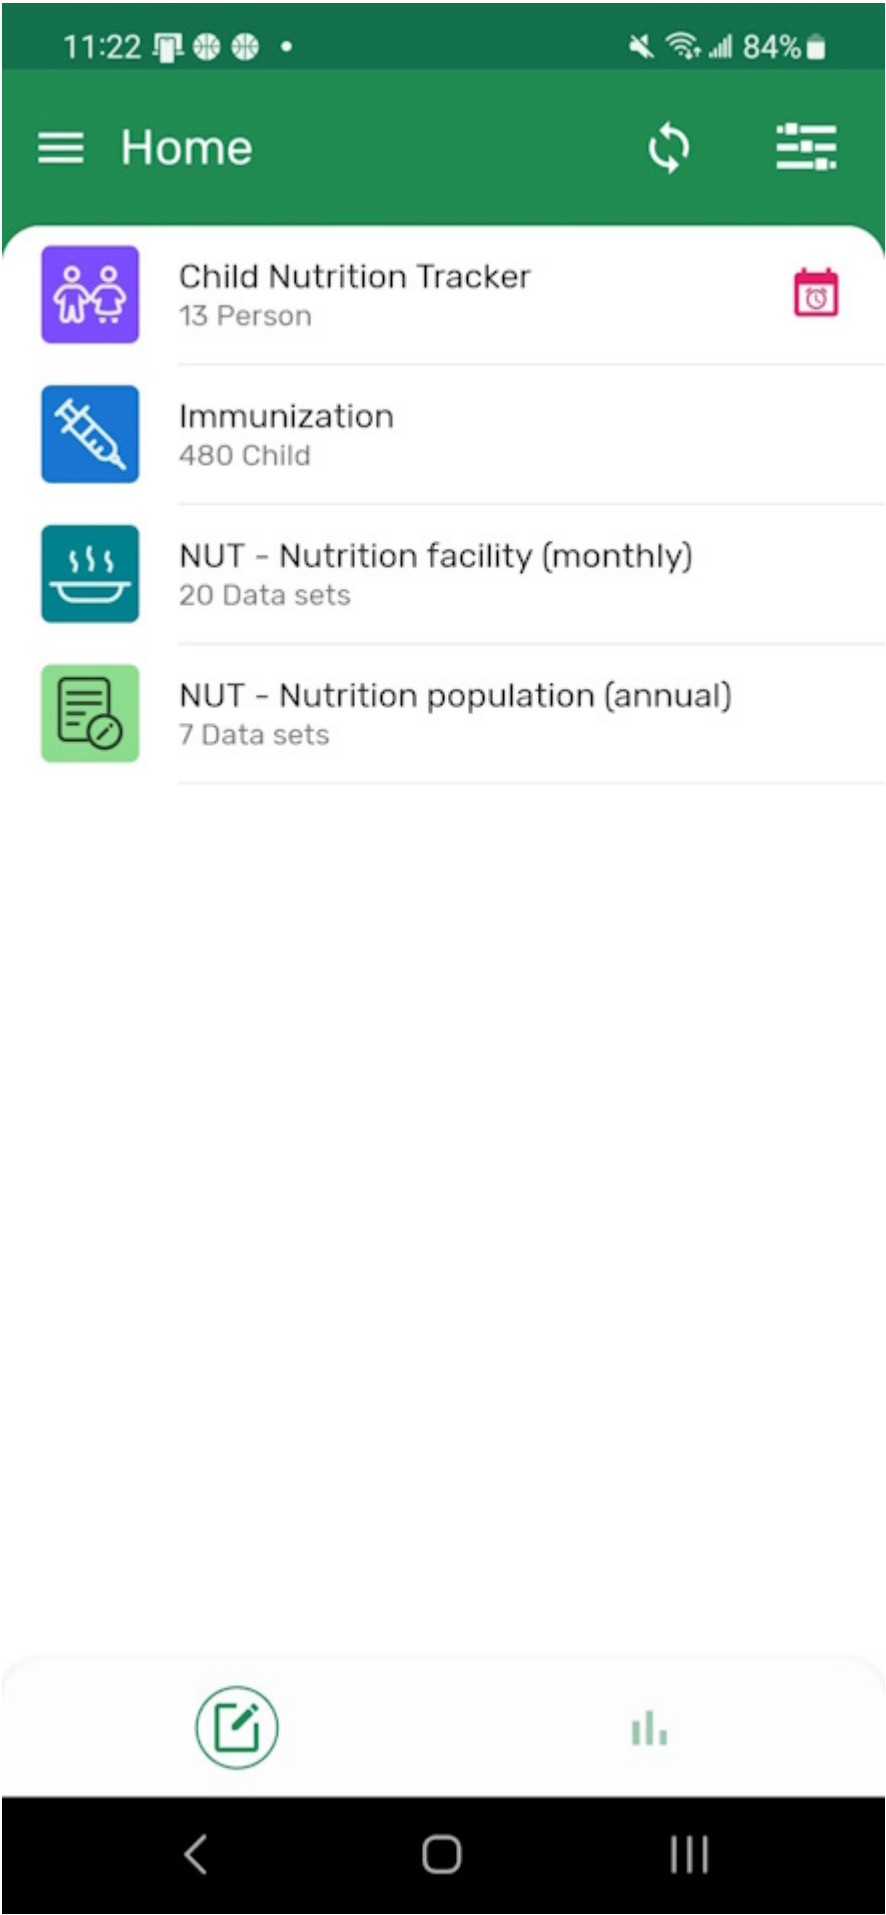 11:22
84%
Home
Child Nutrition Tracker
13 Person
Immunization
480 Child
NUT - Nutrition facility (monthly)
20 Data sets
NUT - Nutrition population (annual)
7 Data sets